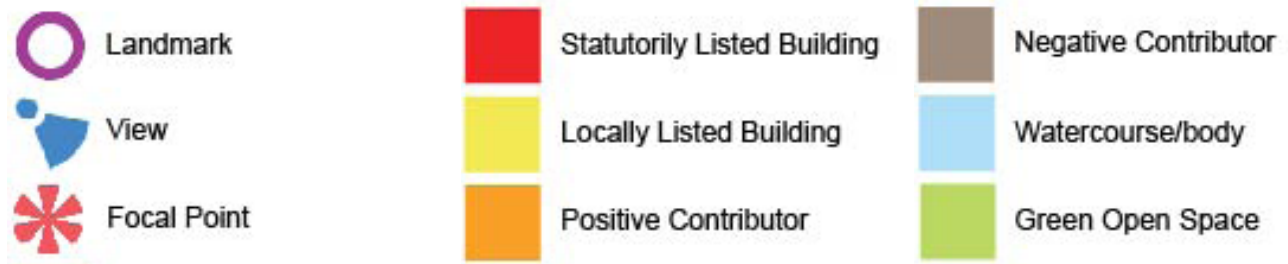 Landmark
View
Focal Point
Statutorily Listed Building
Locally Listed Building
Positive Contributor
Negative Contributor
Watercourse/body
Green Open Space